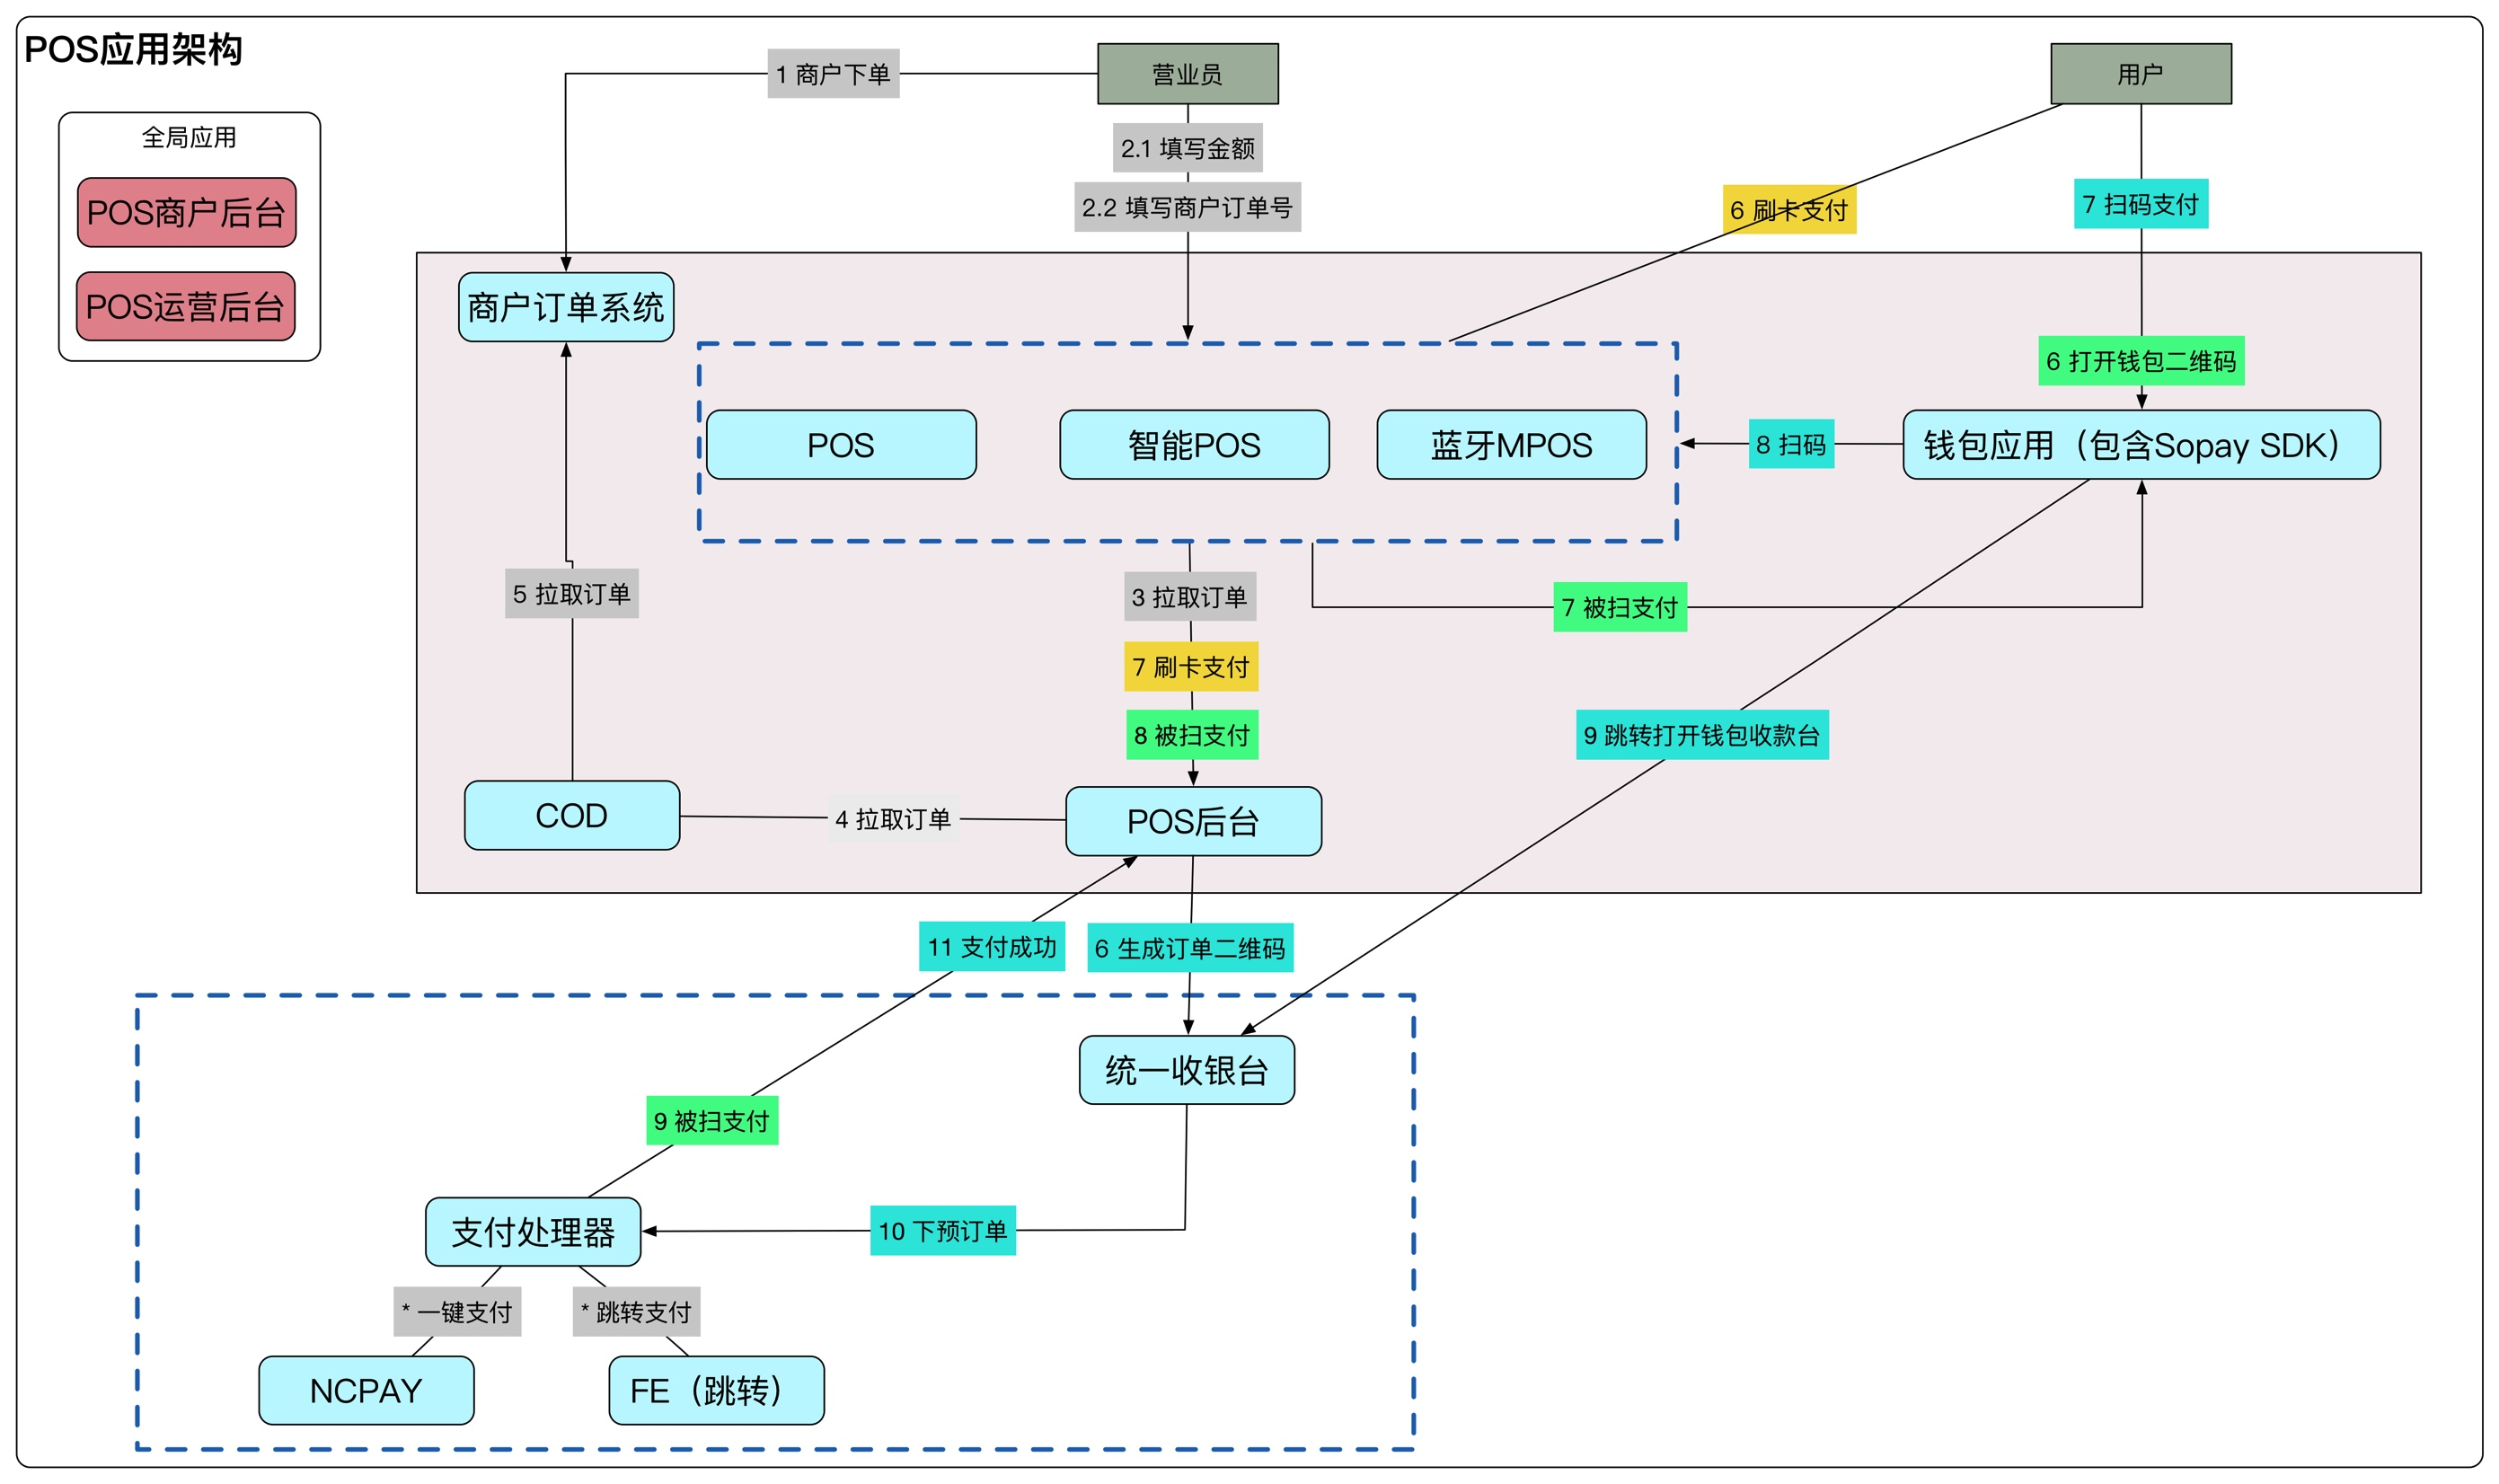 POS应用架构
营业员
用户
1 商户下单
全局应用
2.1 填写金额
POS商户后台
2.2 填写商户订单号
6 刷卡支付
7 扫码支付
POS运营后台
商户订单系统
6 打开钱包二维码
POS
智能POS
蓝牙MPOS
8 扫码
钱包应用（包含Sopay SDK）
5 拉取订单
3 拉取订单
7 被扫支付
7 刷卡支付
8 被扫支付
9 跳转打开钱包收款台
COD
4 拉取订单
POS后台
11 支付成功
6 生成订单二维码
统一收银台
9 被扫支付
支付处理器
10 下预订单
* 一键支付
* 跳转支付
NCPAY
FE（跳转）